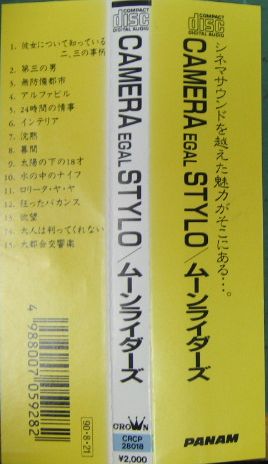 1. 彼女について知っている
二、三の事柄
2. 第三の男
3. 無防備都市
4. アルファビル
5. 24時間の情事
6. インテリア
7. 沈黙
8. 幕間
9. 太陽の下の18才
10. 水の中のナイフ
11. ロリータ・ヤ・ヤ
12. 狂ったバカンス
13. 欲望
14. 大人は判ってくれない
15. 大都会交響楽
4 988007 059282
90・8・21
COMPACT
DISC
DIGITAL AUDIO
CAMERA EGAL STYLO/ムーンライダーズ
CROWN
CRCP
28018
¥2,000
COMPACT
DISC
DIGITAL AUDIO
シネマサウンドを越えた魅力がそこにある…。
CAMERA EGAL STYLO/ムーンライダーズ
PANAM